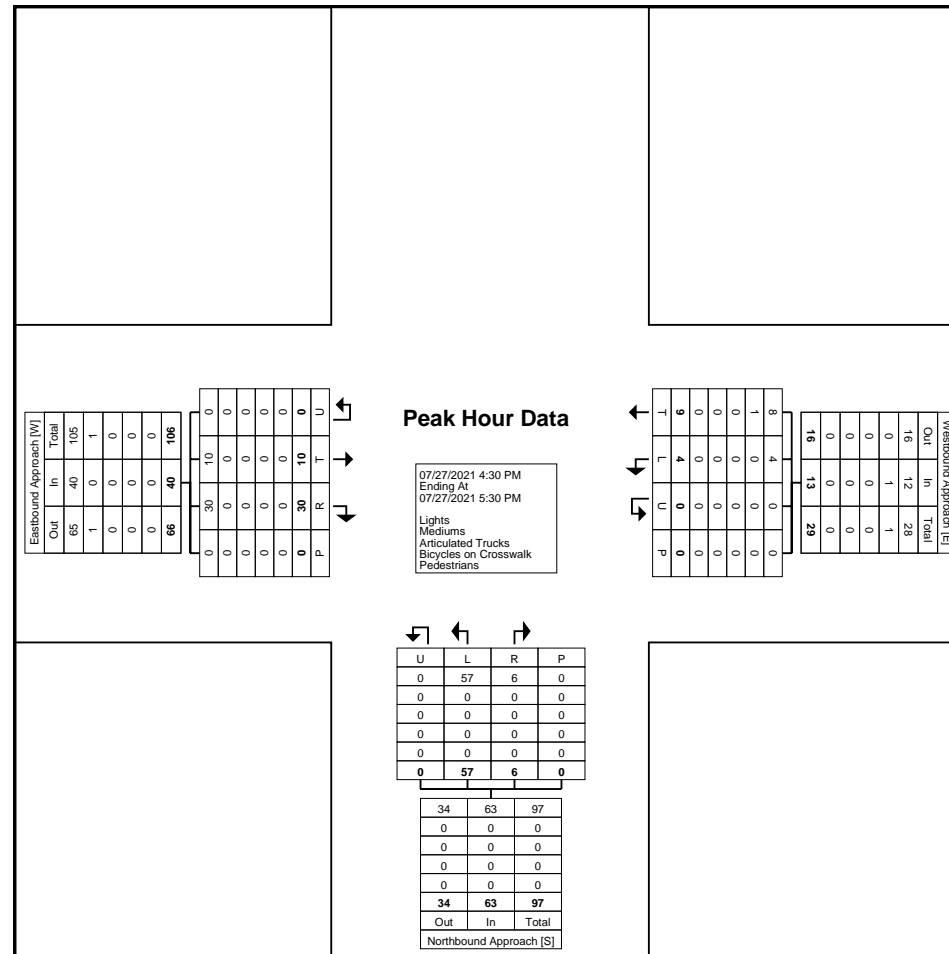 Peak Hour Data
07/27/2021 4:30 PM
Ending At
07/27/2021 5:30 PM
Lights
Mediums
Articulated Trucks
Bicycles on Crosswalk
Pedestrians
Eastbound Approach [W]
Out In Total
65 40 105
1 0 1
0 0 0
0 0 0
0 0 0
66 40 106
U T R P
0 10 30 0
0 0 0 0
0 0 0 0
0 0 0 0
0 0 0 0
0 10 30 0
T L U P
9 4 0 0
0 0 0 0
0 0 0 0
0 0 0 0
1 0 0 0
8 4 0 0
Westbound Approach [E]
Out In Total
16 12 28
0 1 1
0 0 0
0 0 0
0 0 0
16 13 29
U L R P
0 57 6 0
0 0 0 0
0 0 0 0
0 0 0 0
0 0 0 0
0 57 6 0
34 63 97
0 0 0
0 0 0
0 0 0
0 0 0
34 63 97
Out In Total
Northbound Approach [S]